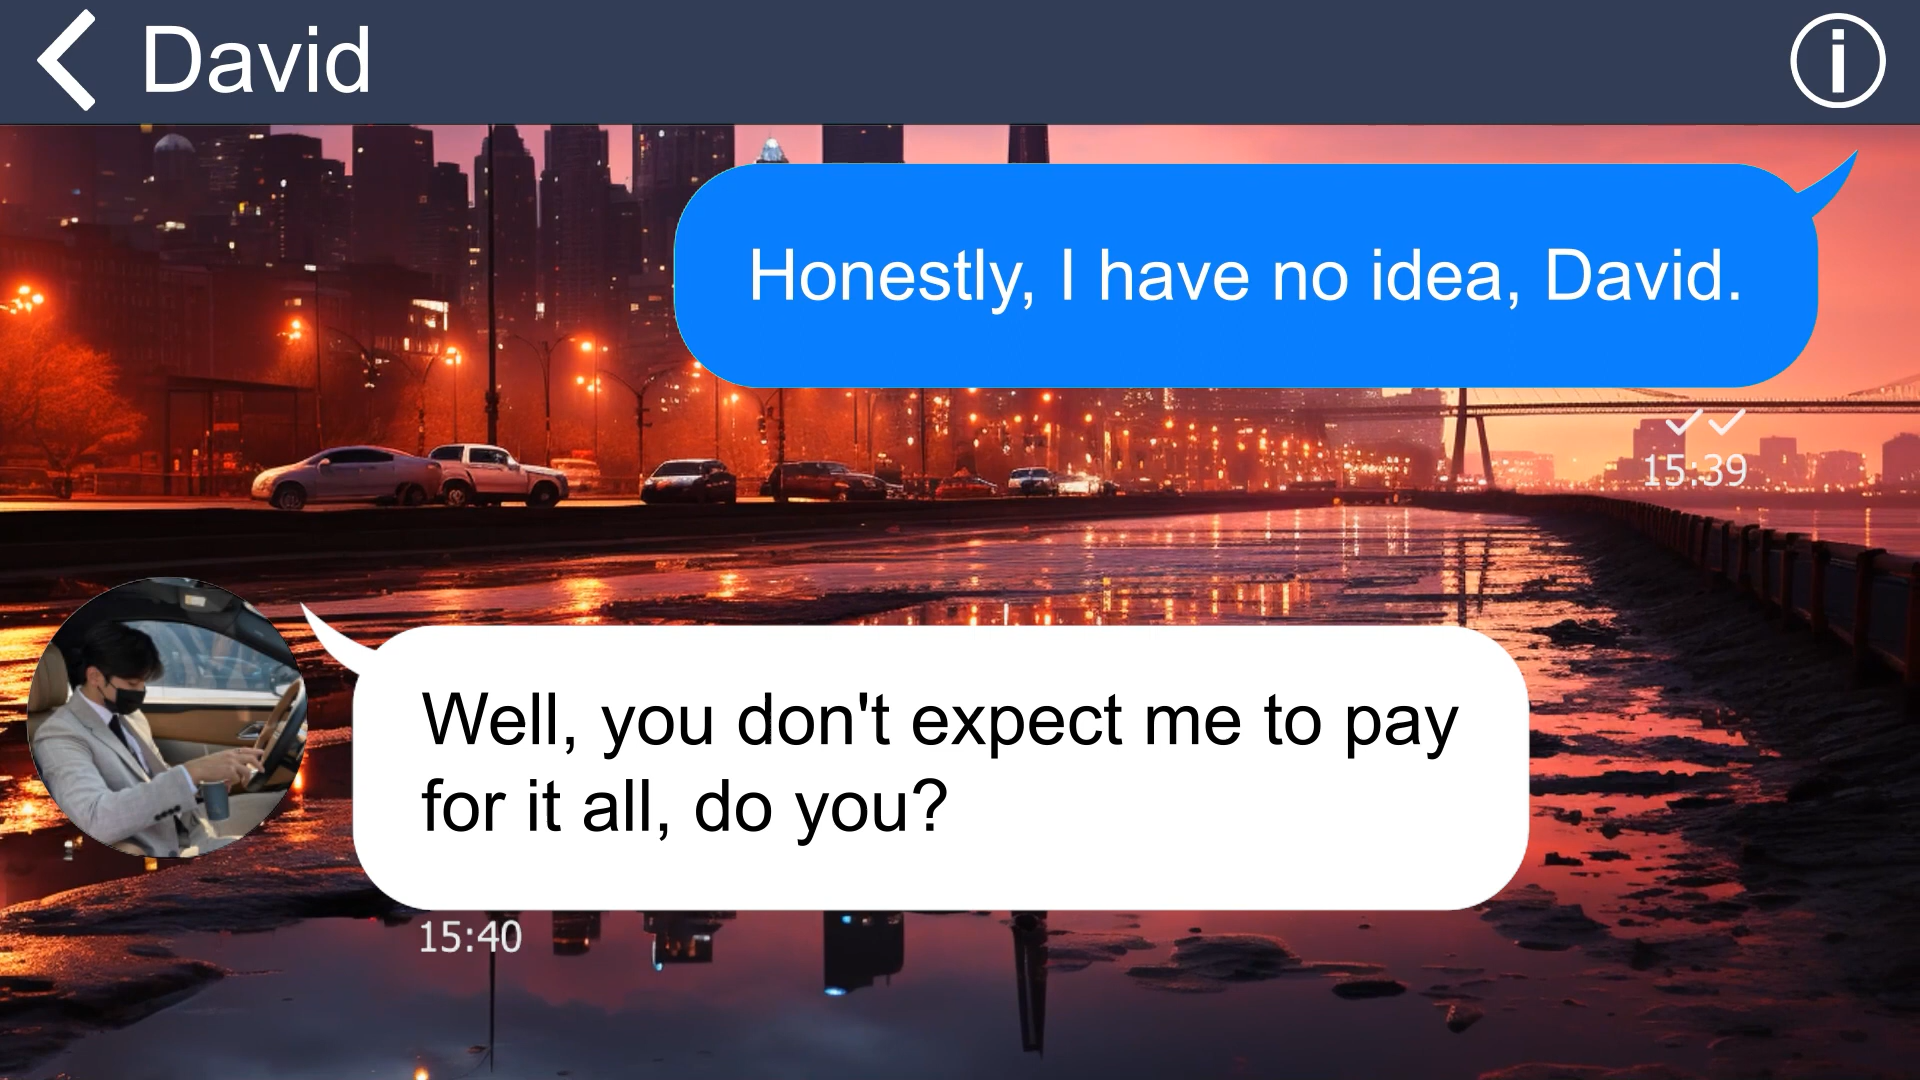 David
Honestly, I have no idea, David.
15:39
Well, you don't expect me to pay
for it all, do you?
15:40